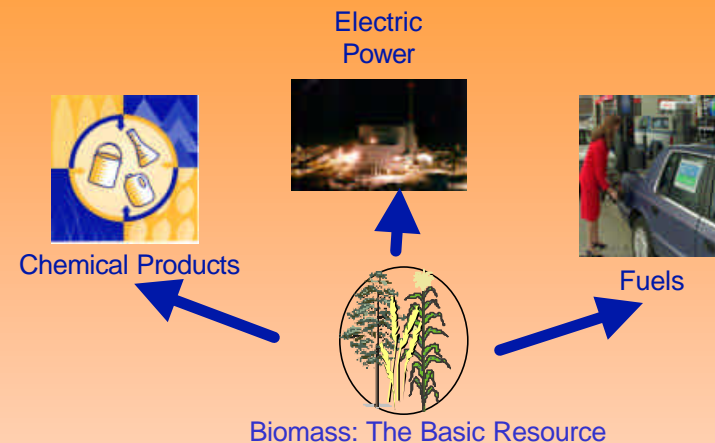 Electric
Power
Chemical Products
Fuels
Biomass: The Basic Resource